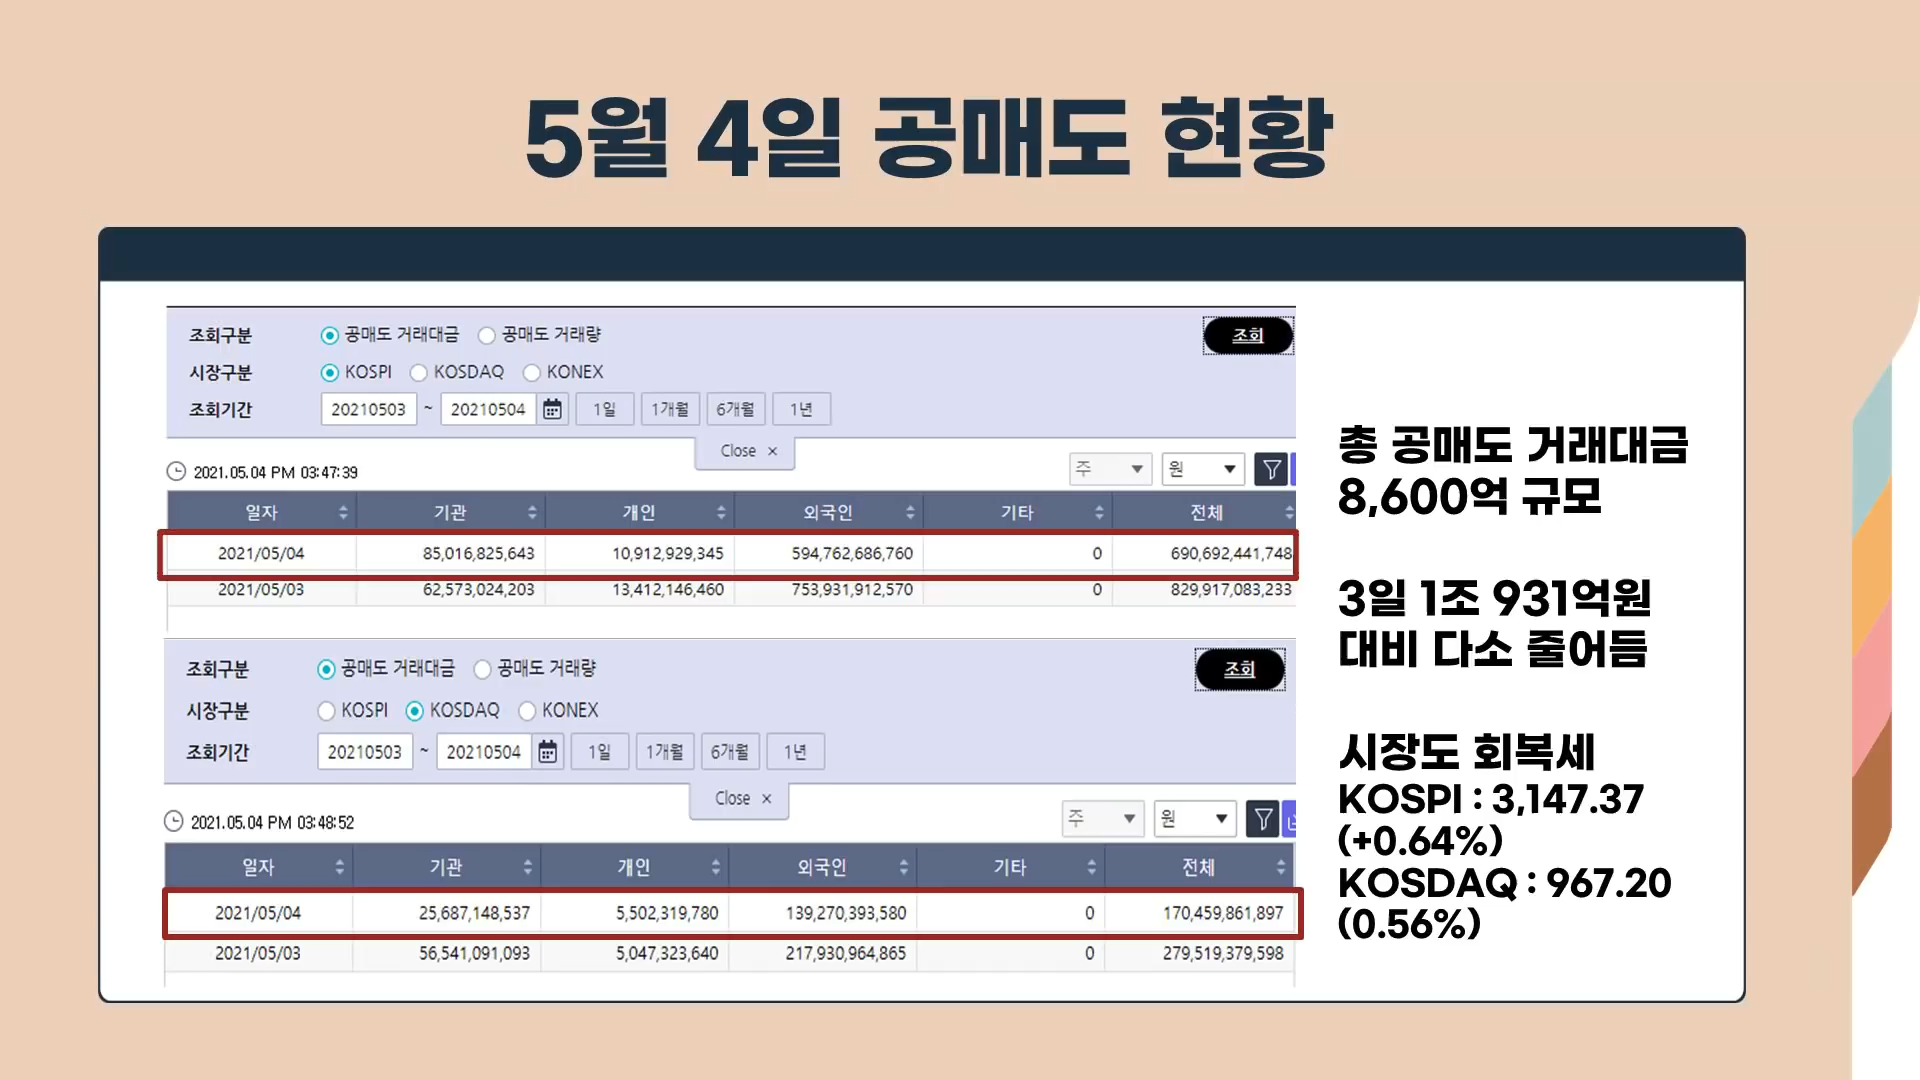 5월 4일 공매도 현황
조회구분 공매도 거래대금 공매도 거래량 조회
시장구분 KOSPI KOSDAQ KONEX
조회기간 20210503 ~ 20210504 1일 1개월 6개월 1년
Close ×
2021.05.04 PM 03:47:39 주 원
일자 기관 개인 외국인 기타 전체
2021/05/04 85,016,825,643 10,912,929,345 594,762,686,760 0 690,692,441,748
2021/05/03 62,573,024,203 13,412,146,460 753,931,912,570 0 829,917,083,233
조회구분 공매도 거래대금 공매도 거래량 조회
시장구분 KOSPI KOSDAQ KONEX
조회기간 20210503 ~ 20210504 1일 1개월 6개월 1년
Close ×
2021.05.04 PM 03:48:52 주 원
일자 기관 개인 외국인 기타 전체
2021/05/04 25,687,148,537 5,502,319,780 139,270,393,580 0 170,459,861,897
2021/05/03 56,541,091,093 5,047,323,640 217,930,964,865 0 279,519,379,598
총 공매도 거래대금
8,600억 규모
3일 1조 931억원
대비 다소 줄어듬
시장도 회복세
KOSPI : 3,147.37
(+0.64%)
KOSDAQ : 967.20
(0.56%)